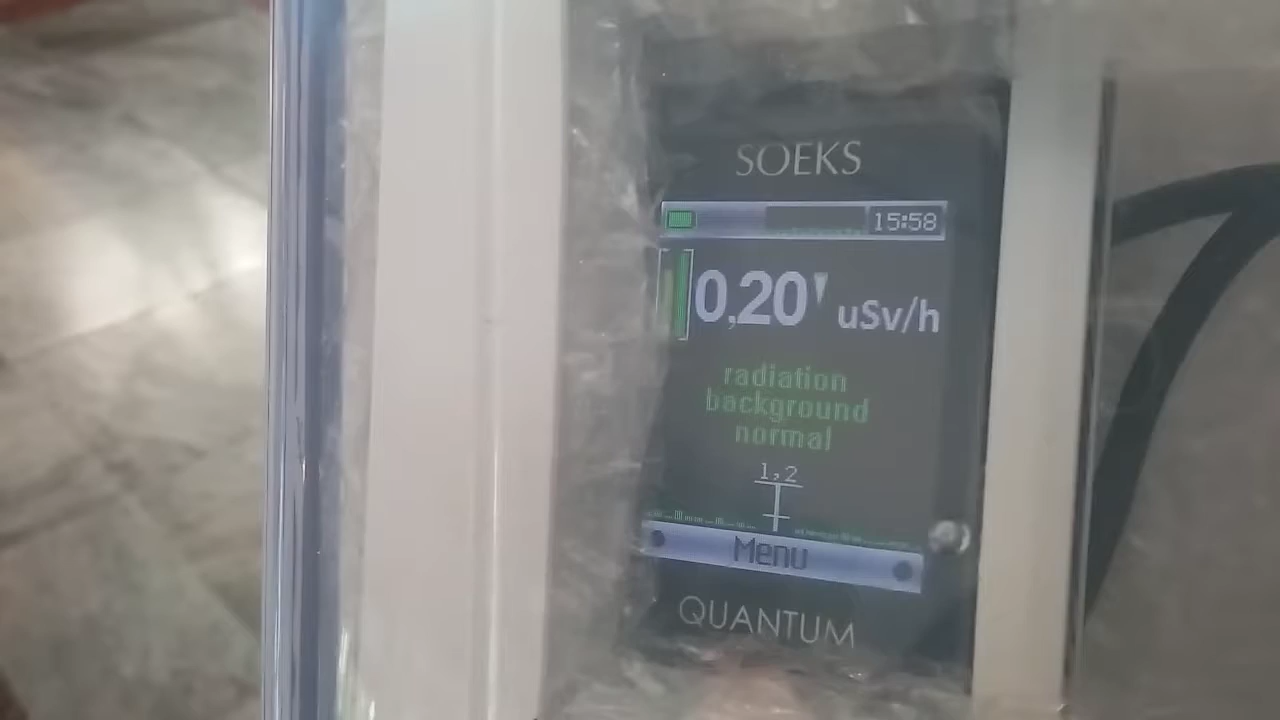 SOEKS
15:58
0,20 uSv/h
radiation
background
normal
1,2
Menu
QUANTUM